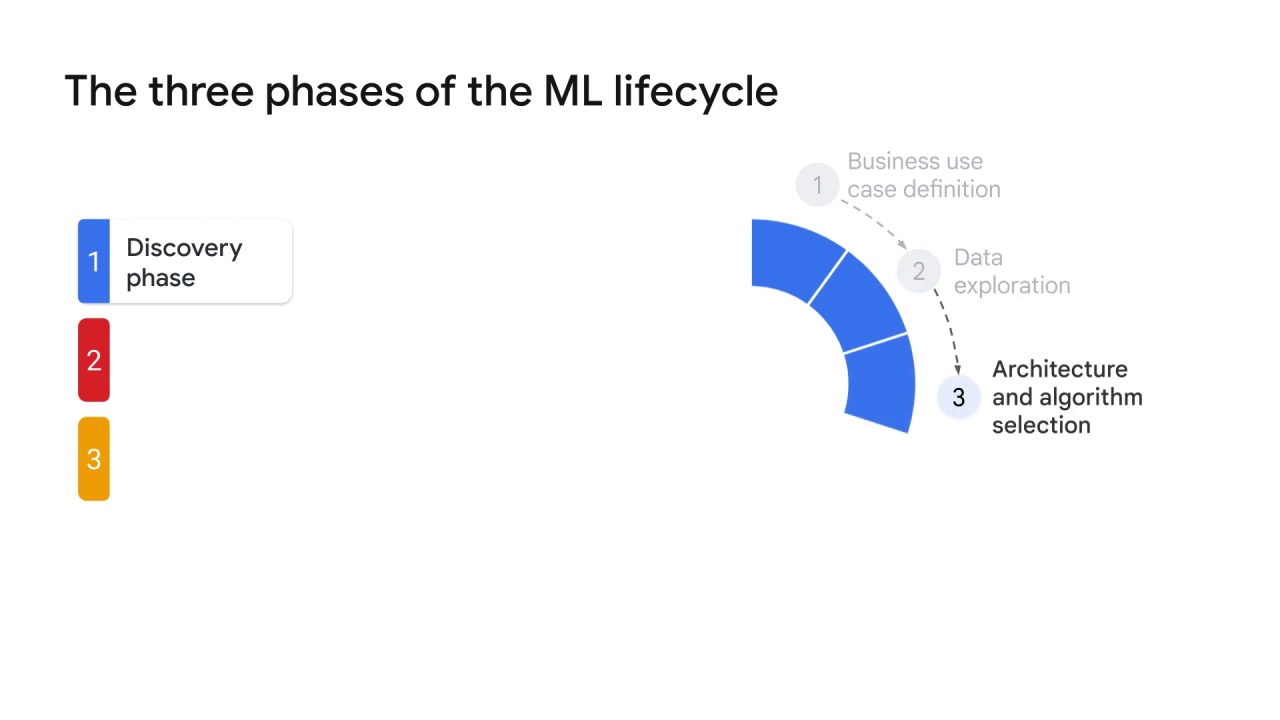 The three phases of the ML lifecycle
1
Discovery
phase
2
3
1
Business use
case definition
2
Data
exploration
3
Architecture
and algorithm
selection